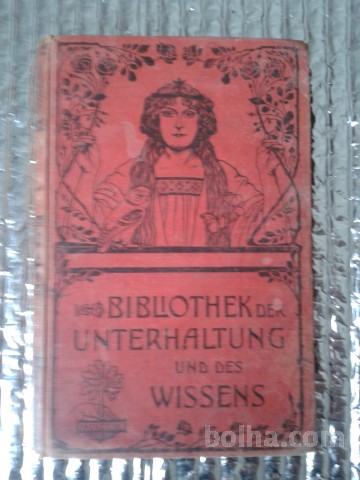 BIBLIOTHEK DER
UNTERHALTUNG
UND DES
WISSENS
bolha.com